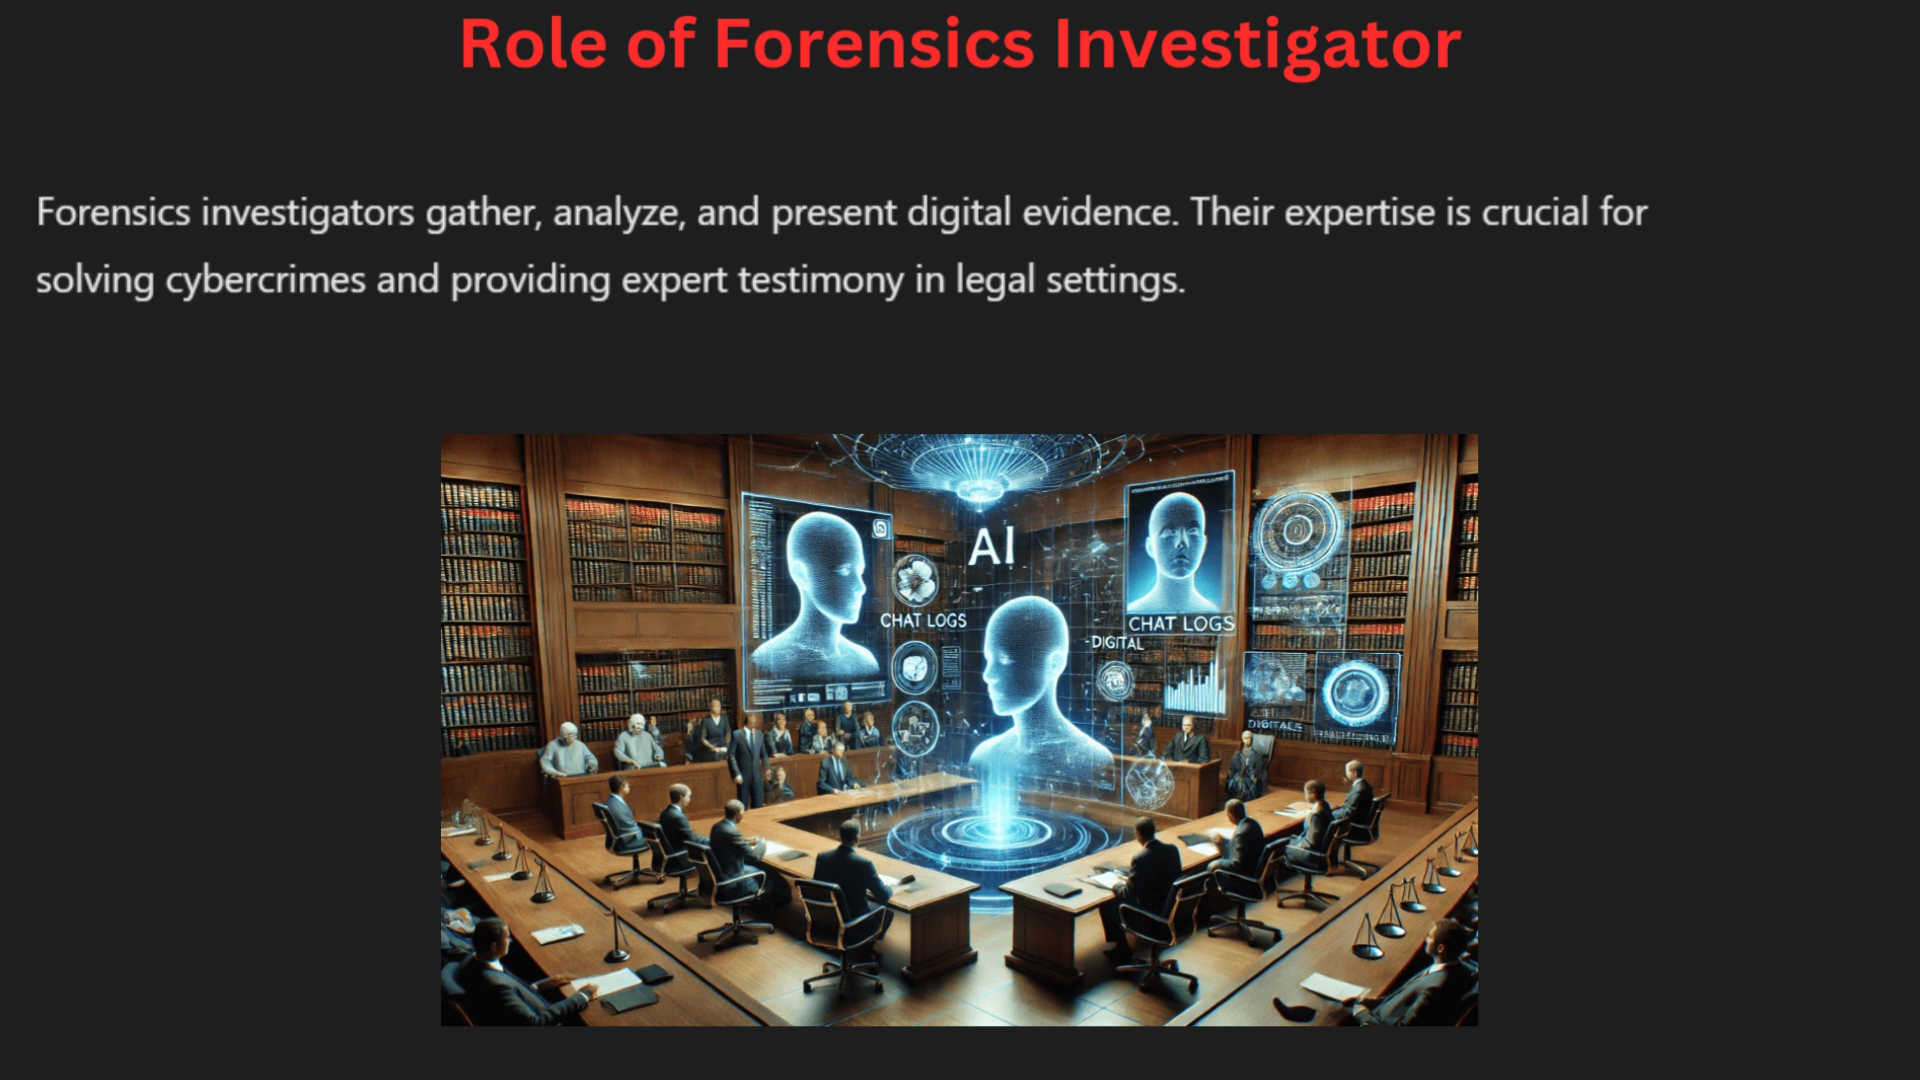 Role of Forensics Investigator
Forensics investigators gather, analyze, and present digital evidence. Their expertise is crucial for
solving cybercrimes and providing expert testimony in legal settings.
AI
CHAT LOGS
CHAT LOGS
-DIGITAL